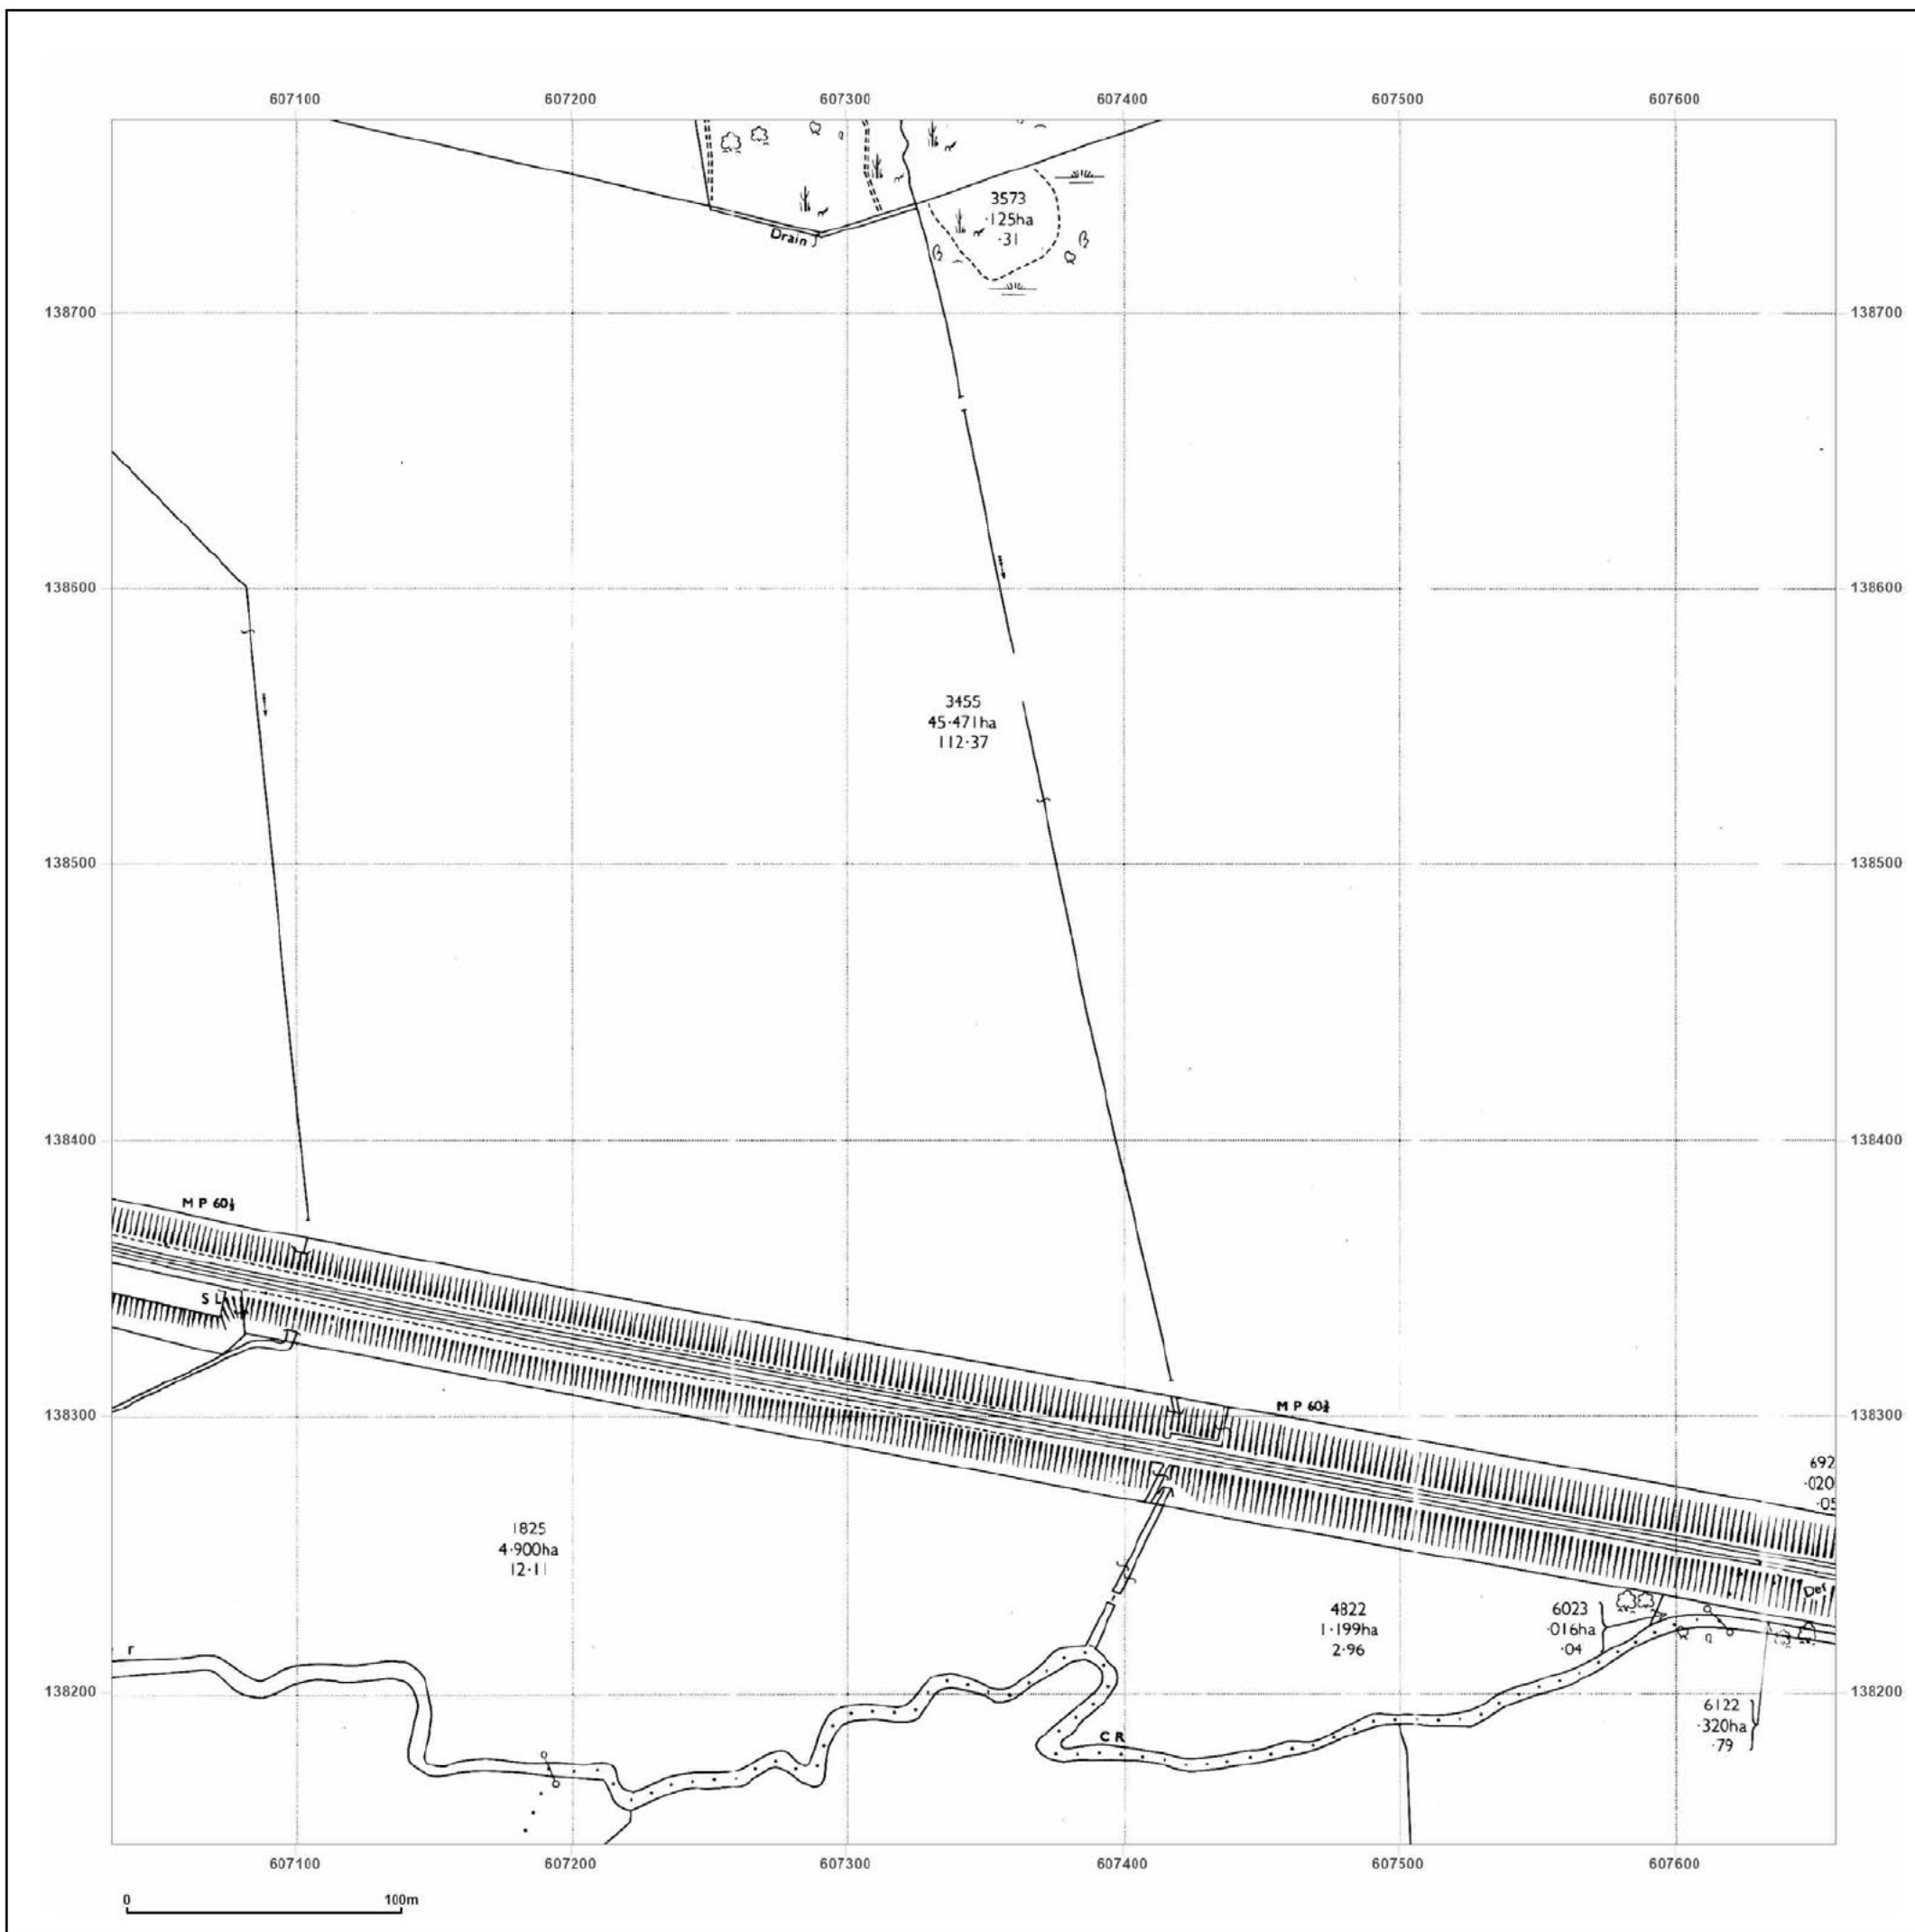 607100 607200 607300 607400 607500 607600
3573
·125ha
·31
Drain
138700 138700
138600 138600
3455
45·471ha
112·37
138500 138500
138400 138400
M P 60½
S L
138300 138300
M P 60¾
692
·020
·05
1825
4·900ha
12·11
Def
4822
1·199ha
2·96
6023
·016ha
·04
r
138200 138200
6122
·320ha
·79
C R
607100 607200 607300 607400 607500 607600
0 100m